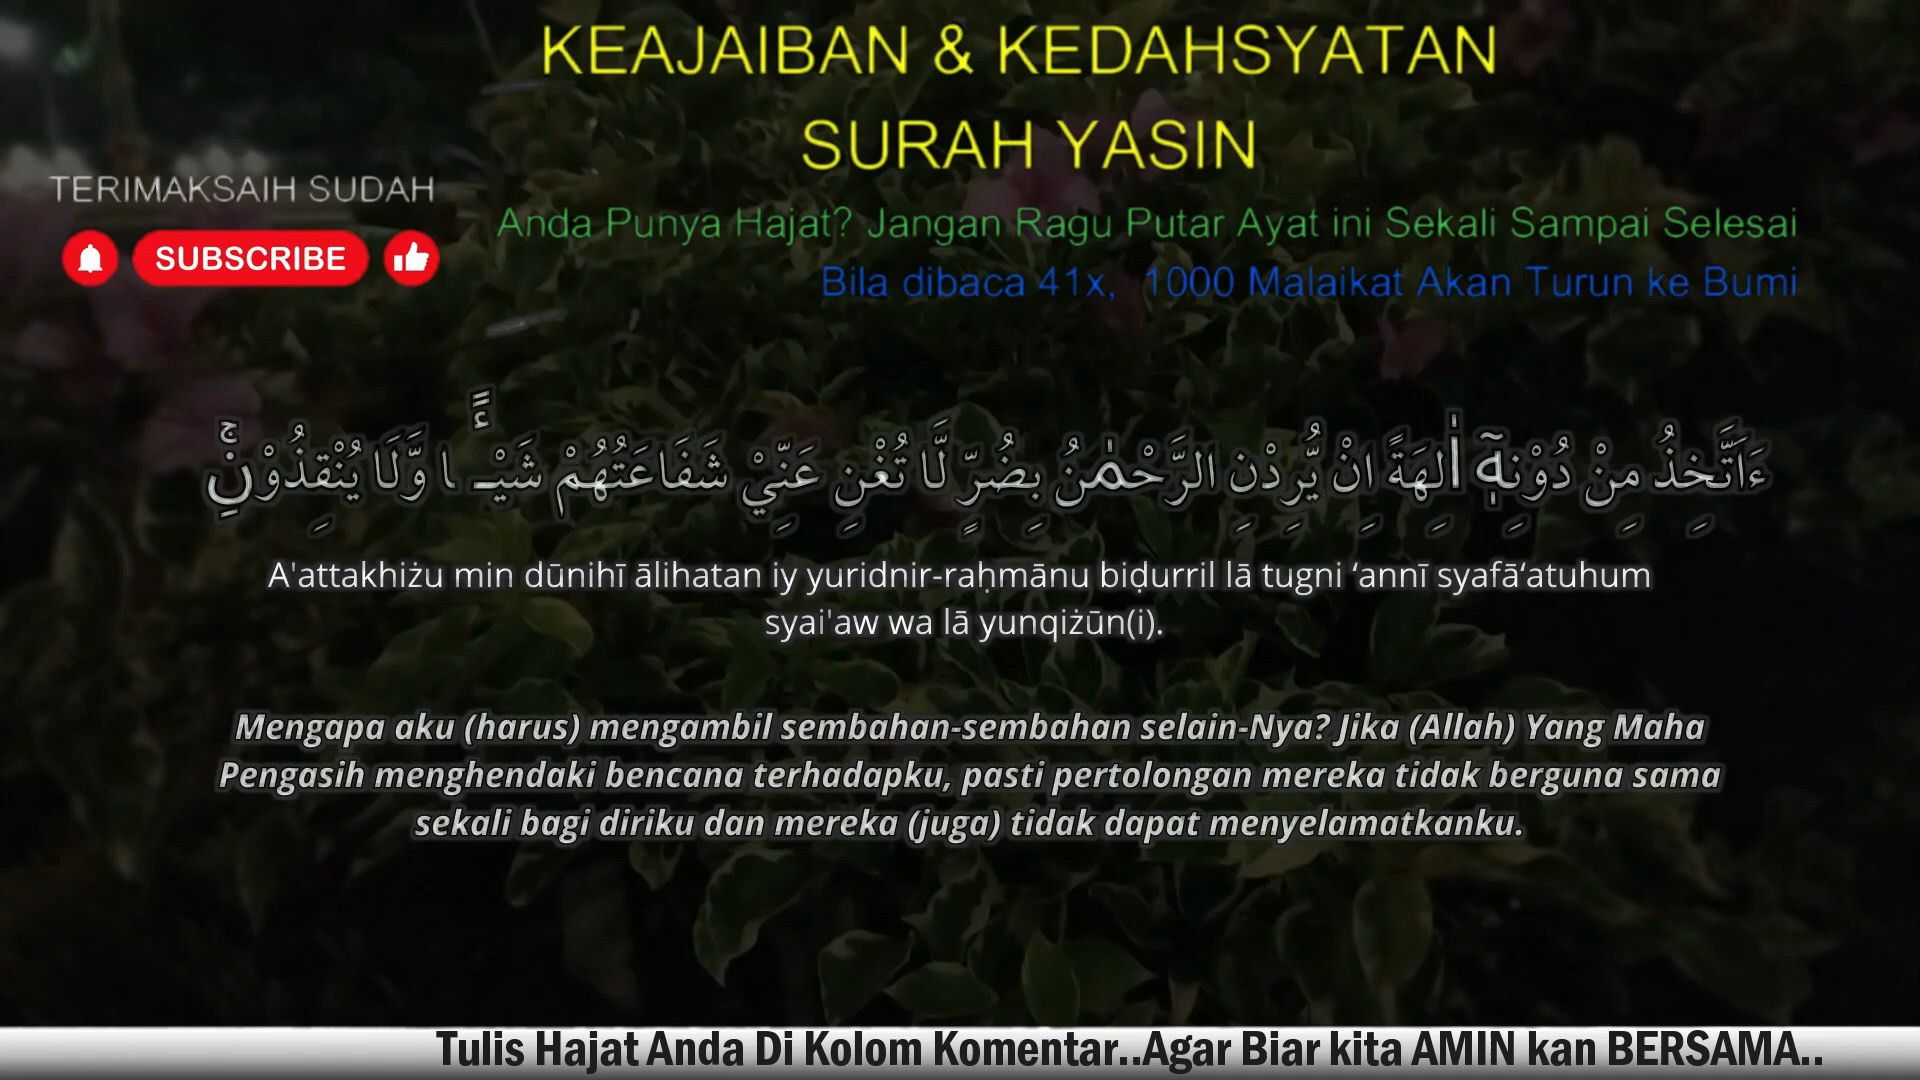 KEAJAIBAN & KEDAHSYATAN
SURAH YASIN
TERIMAKSAIH SUDAH
SUBSCRIBE
Anda Punya Hajat? Jangan Ragu Putar Ayat ini Sekali Sampai Selesai
Bila dibaca 41x, 1000 Malaikat Akan Turun ke Bumi
ءَاَتَّخِذُ مِنْ دُوْنِهٖٓ اٰلِهَةً اِنْ يُّرِدْنِ الرَّحْمٰنُ بِضُرٍّ لَّا تُغْنِ عَنِّيْ شَفَاعَتُهُمْ شَيْـًٔا وَّلَا يُنْقِذُوْنِۚ
A'attakhiżu min dūnihī ālihatan iy yuridnir-raḥmānu biḍurril lā tugni ‘annī syafā‘atuhum
syai'aw wa lā yunqiżūn(i).
Mengapa aku (harus) mengambil sembahan-sembahan selain-Nya? Jika (Allah) Yang Maha
Pengasih menghendaki bencana terhadapku, pasti pertolongan mereka tidak berguna sama
sekali bagi diriku dan mereka (juga) tidak dapat menyelamatkanku.
Tulis Hajat Anda Di Kolom Komentar..Agar Biar kita AMIN kan BERSAMA..